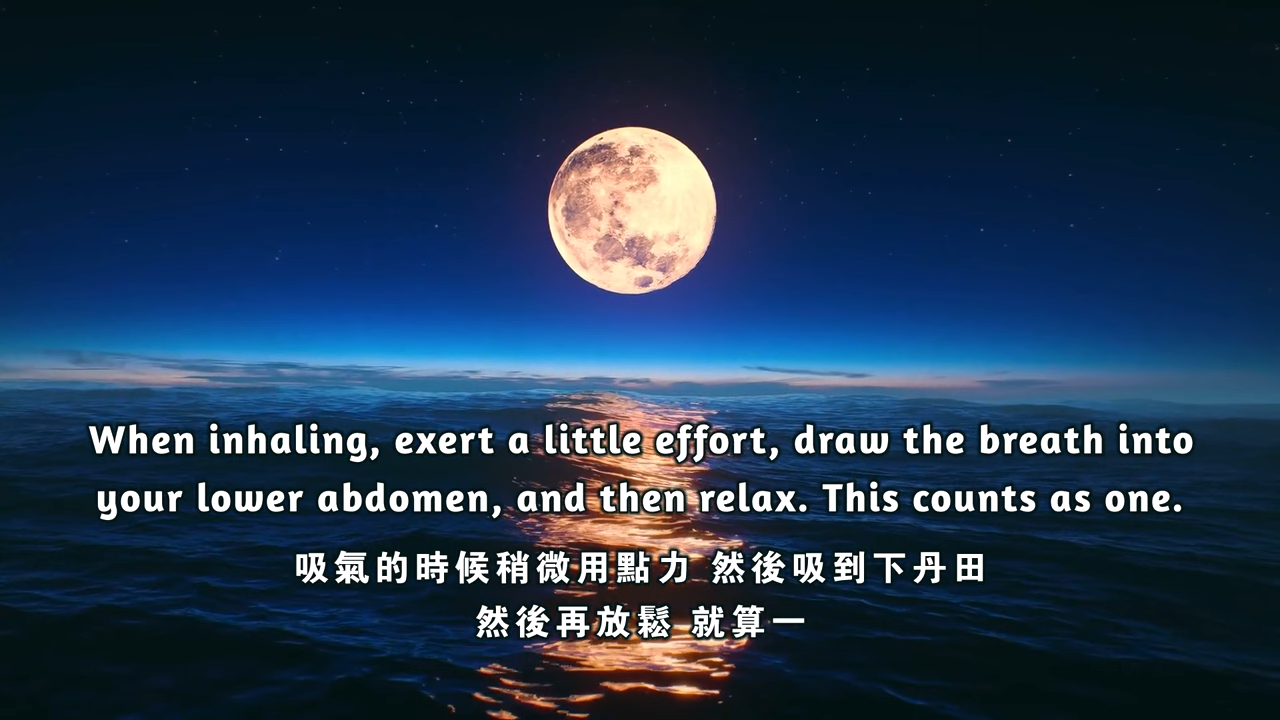 When inhaling, exert a little effort, draw the breath into
your lower abdomen, and then relax. This counts as one.
吸氣的時候稍微用點力 然後吸到下丹田
然後再放鬆 就算一